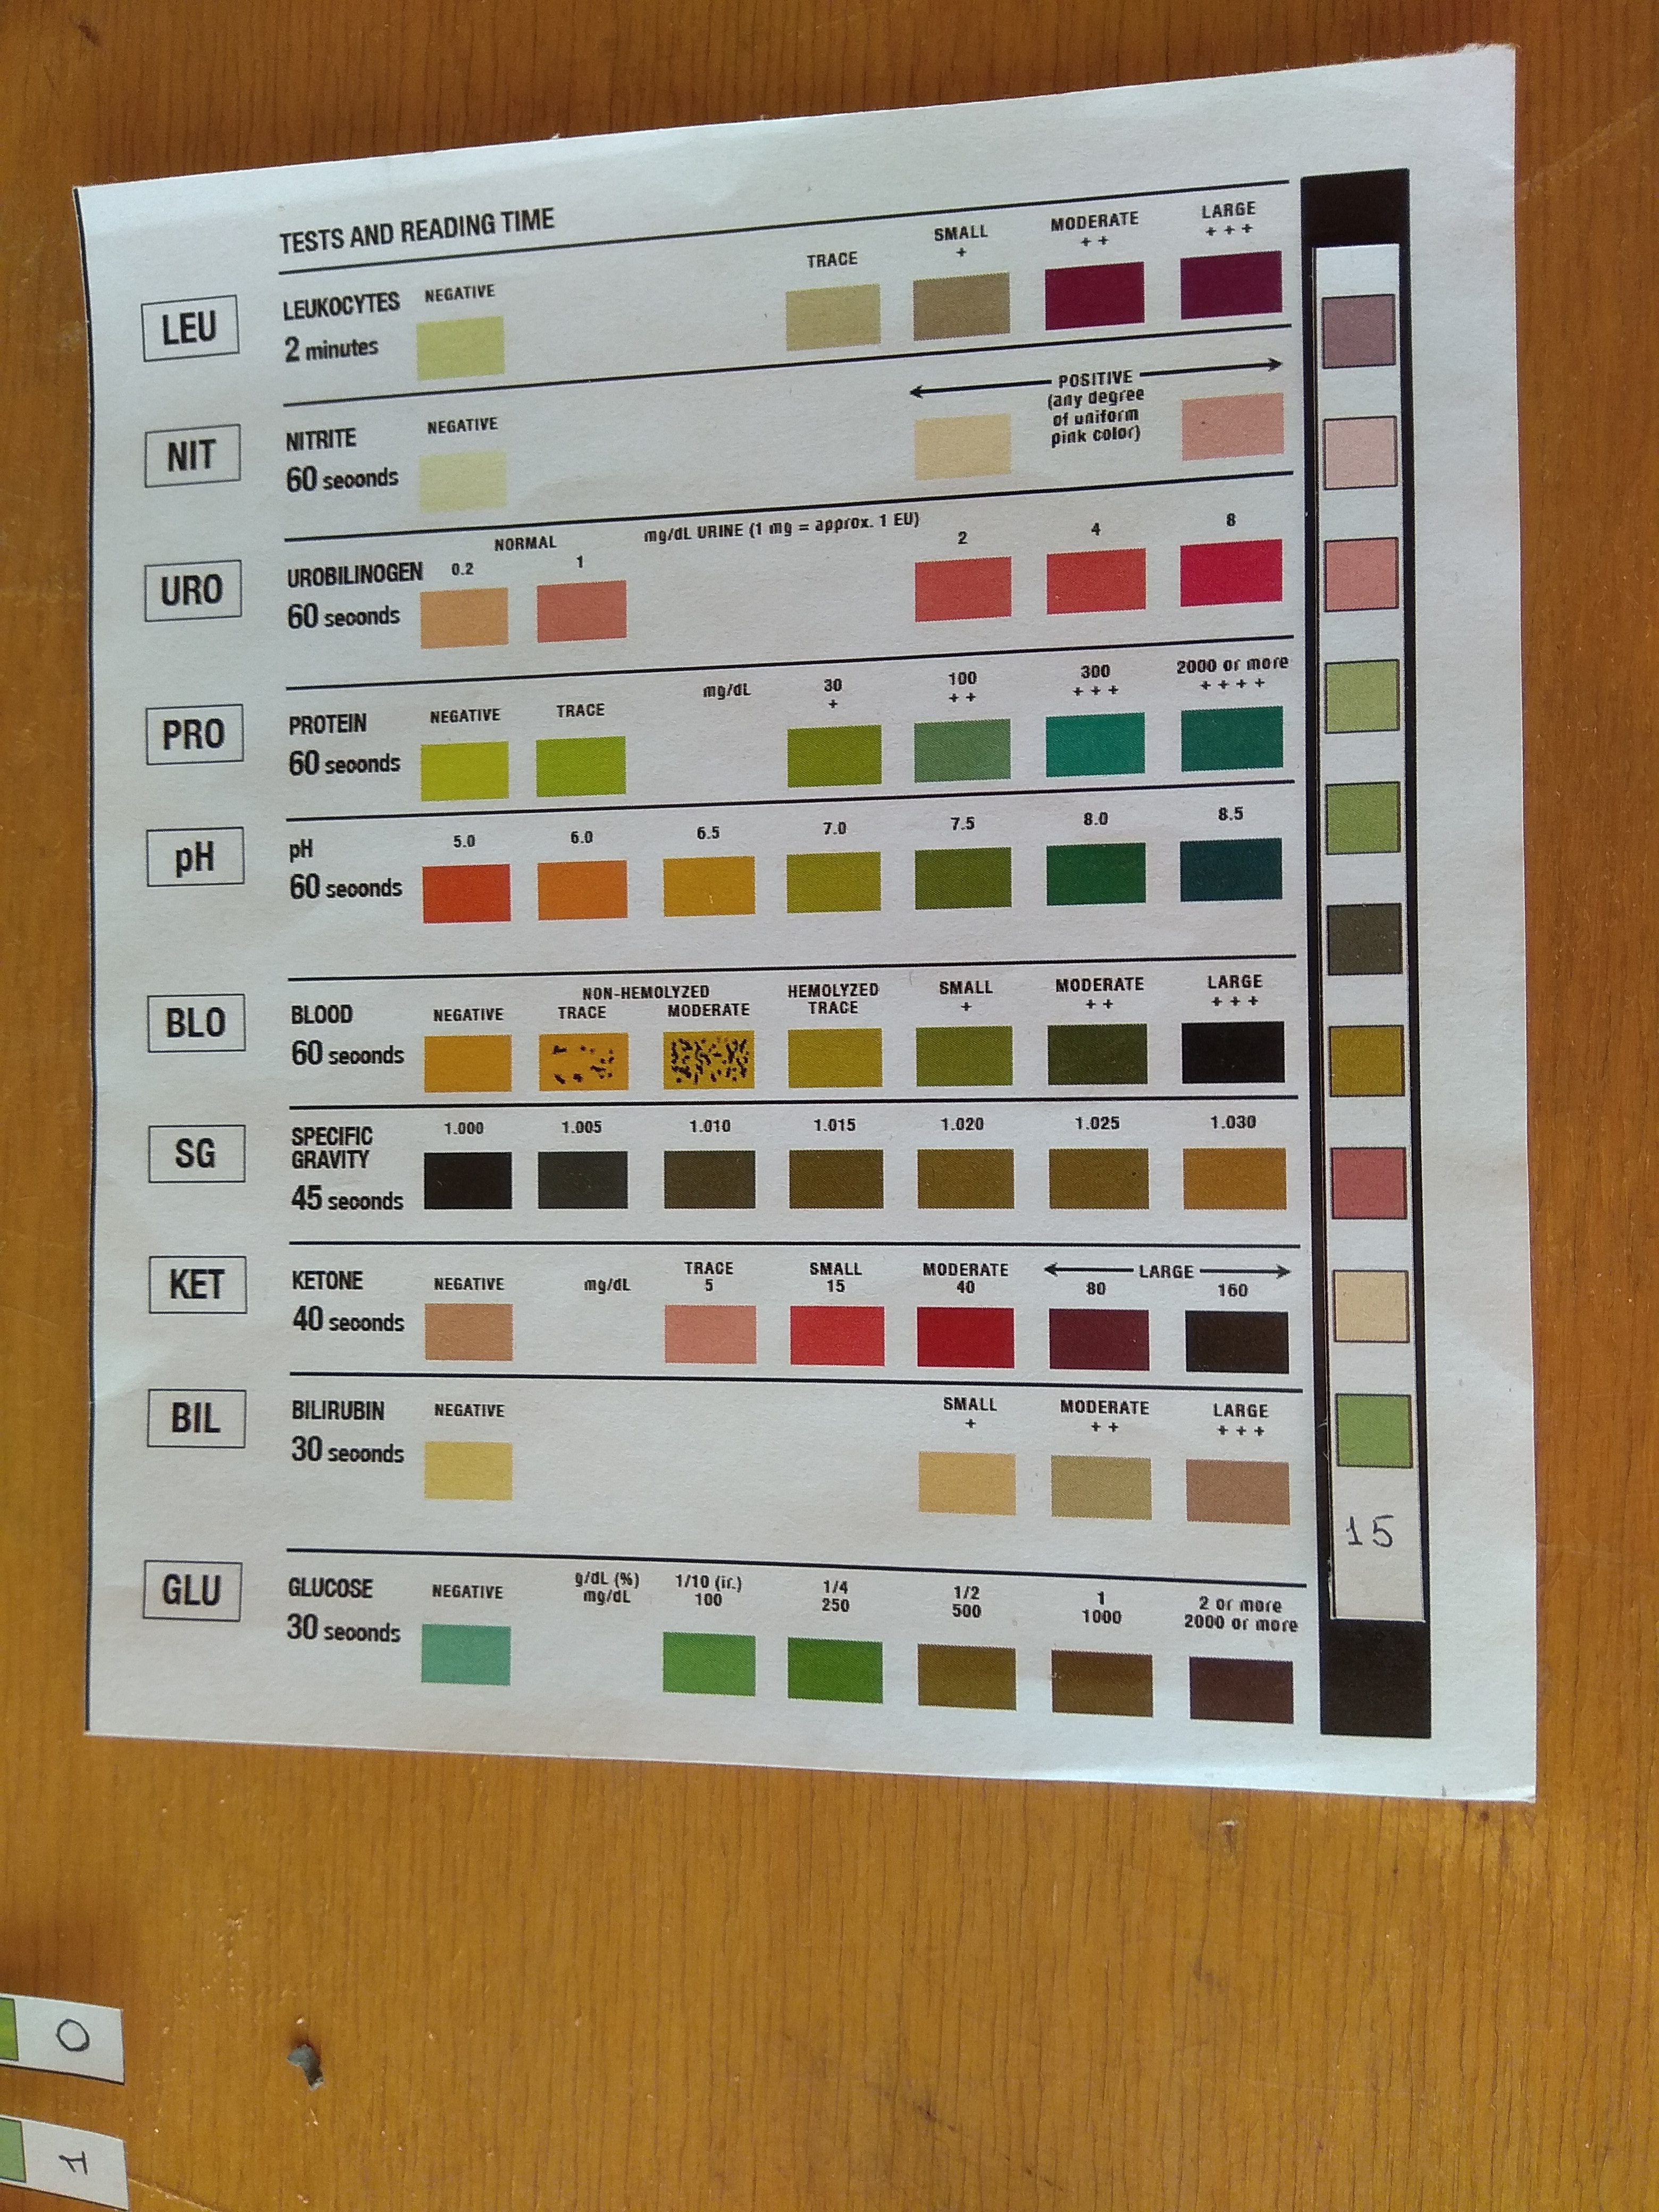 TESTS AND READING TIME
LEU
LEUKOCYTES
2 minutes
NEGATIVE
TRACE
SMALL
+
MODERATE
+ +
LARGE
+ + +
NIT
NITRITE
60 seconds
NEGATIVE
POSITIVE
(any degree
of uniform
pink color)
URO
UROBILINOGEN
60 seconds
NORMAL
0.2
1
mg/dL URINE (1 mg = approx. 1 EU)
2
4
8
PRO
PROTEIN
60 seconds
NEGATIVE
TRACE
mg/dL
30
+
100
+ +
300
+ + +
2000 or more
+ + + +
pH
pH
60 seconds
5.0
6.0
6.5
7.0
7.5
8.0
8.5
BLO
BLOOD
60 seconds
NEGATIVE
NON-HEMOLYZED
TRACE
MODERATE
HEMOLYZED
TRACE
SMALL
+
MODERATE
+ +
LARGE
+ + +
SG
SPECIFIC
GRAVITY
45 seconds
1.000
1.005
1.010
1.015
1.020
1.025
1.030
KET
KETONE
40 seconds
NEGATIVE
mg/dL
TRACE
5
SMALL
15
MODERATE
40
LARGE
80
160
BIL
BILIRUBIN
30 seconds
NEGATIVE
SMALL
+
MODERATE
+ +
LARGE
+ + +
15
GLU
GLUCOSE
30 seconds
NEGATIVE
g/dL (%)
mg/dL
1/10 (ir.)
100
1/4
250
1/2
500
1
1000
2 or more
2000 or more
0
1